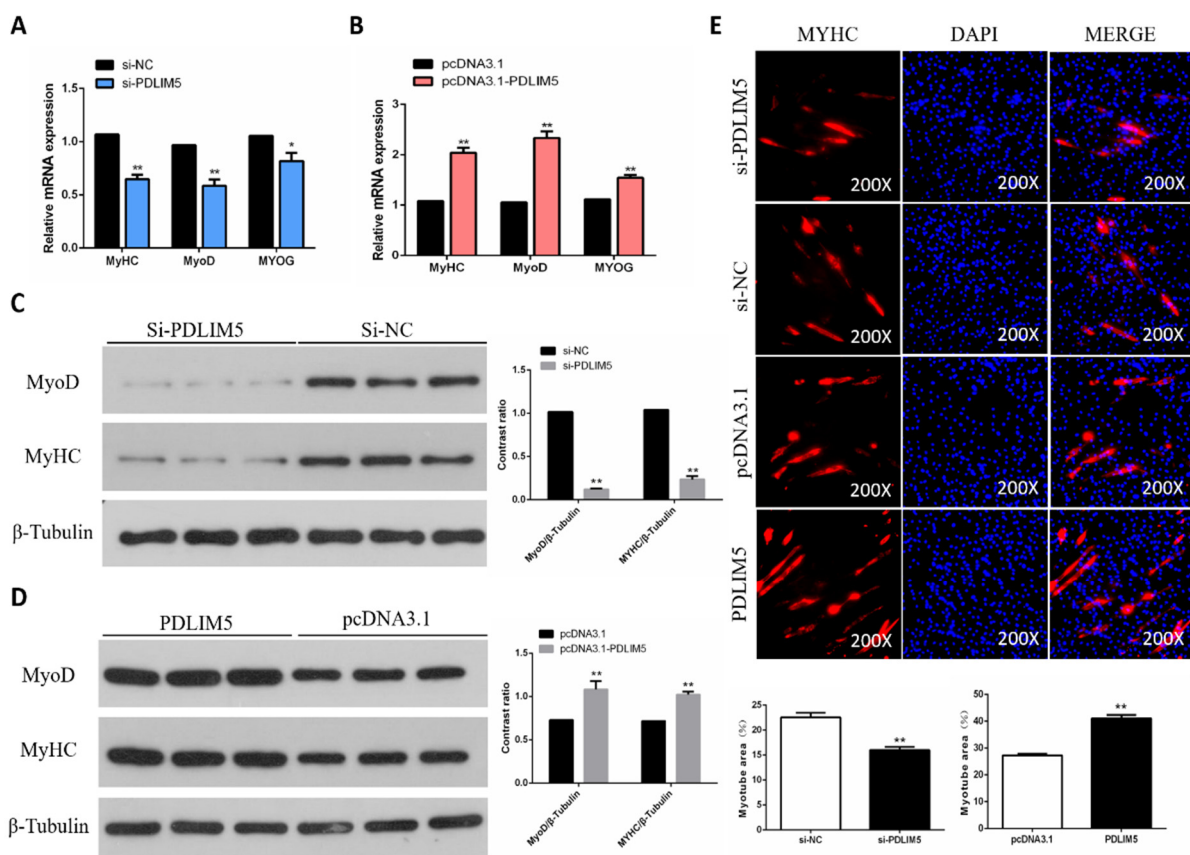 A
si-NC
si-PDLIM5
Relative mRNA expression
1.5
1.0
0.5
0.0
** ** *
MyHC MyoD MYOG
B
pcDNA3.1
pcDNA3.1-PDLIM5
Relative mRNA expression
3
2
1
0
** ** **
MyHC MyoD MYOG
C
Si-PDLIM5 Si-NC
MyoD
MyHC
β-Tubulin
si-NC
si-PDLIM5
Contrast ratio
1.5
1.0
0.5
0.0
** **
MyoD/β-Tubulin
MYHC/β-Tubulin
D
PDLIM5 pcDNA3.1
MyoD
MyHC
β-Tubulin
pcDNA3.1
pcDNA3.1-PDLIM5
Contrast ratio
1.5
1.0
0.5
0.0
** **
MyoD/β-Tubulin
MYHC/β-Tubulin
E
MYHC DAPI MERGE
si-PDLIM5
200X 200X 200X
si-NC
200X 200X 200X
pcDNA3.1
200X 200X 200X
PDLIM5
200X 200X 200X
Myotube area (%)
25
20
15
10
5
0
**
si-NC si-PDLIM5
Myotube area (%)
50
40
30
20
10
0
**
pcDNA3.1 PDLIM5